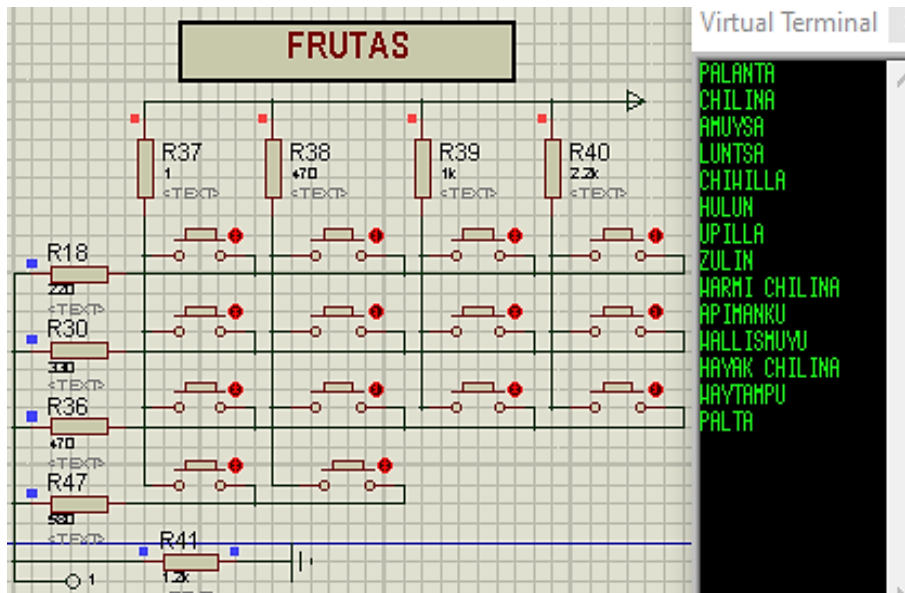 FRUTAS
Virtual Terminal
PALANTA
CHILINA
AMUYSA
LUNTSA
CHIWILLA
HULUN
UPILLA
ZULIN
WARMI CHILINA
APIMANKU
WALLISMUYU
HAYAK CHILINA
WAYTAMPU
PALTA
R37
1
<TEXT>
R38
470
<TEXT>
R39
1k
<TEXT>
R40
2.2k
<TEXT>
R18
220
<TEXT>
R30
330
<TEXT>
R36
470
<TEXT>
R47
<TEXT>
R41
1.2k
1